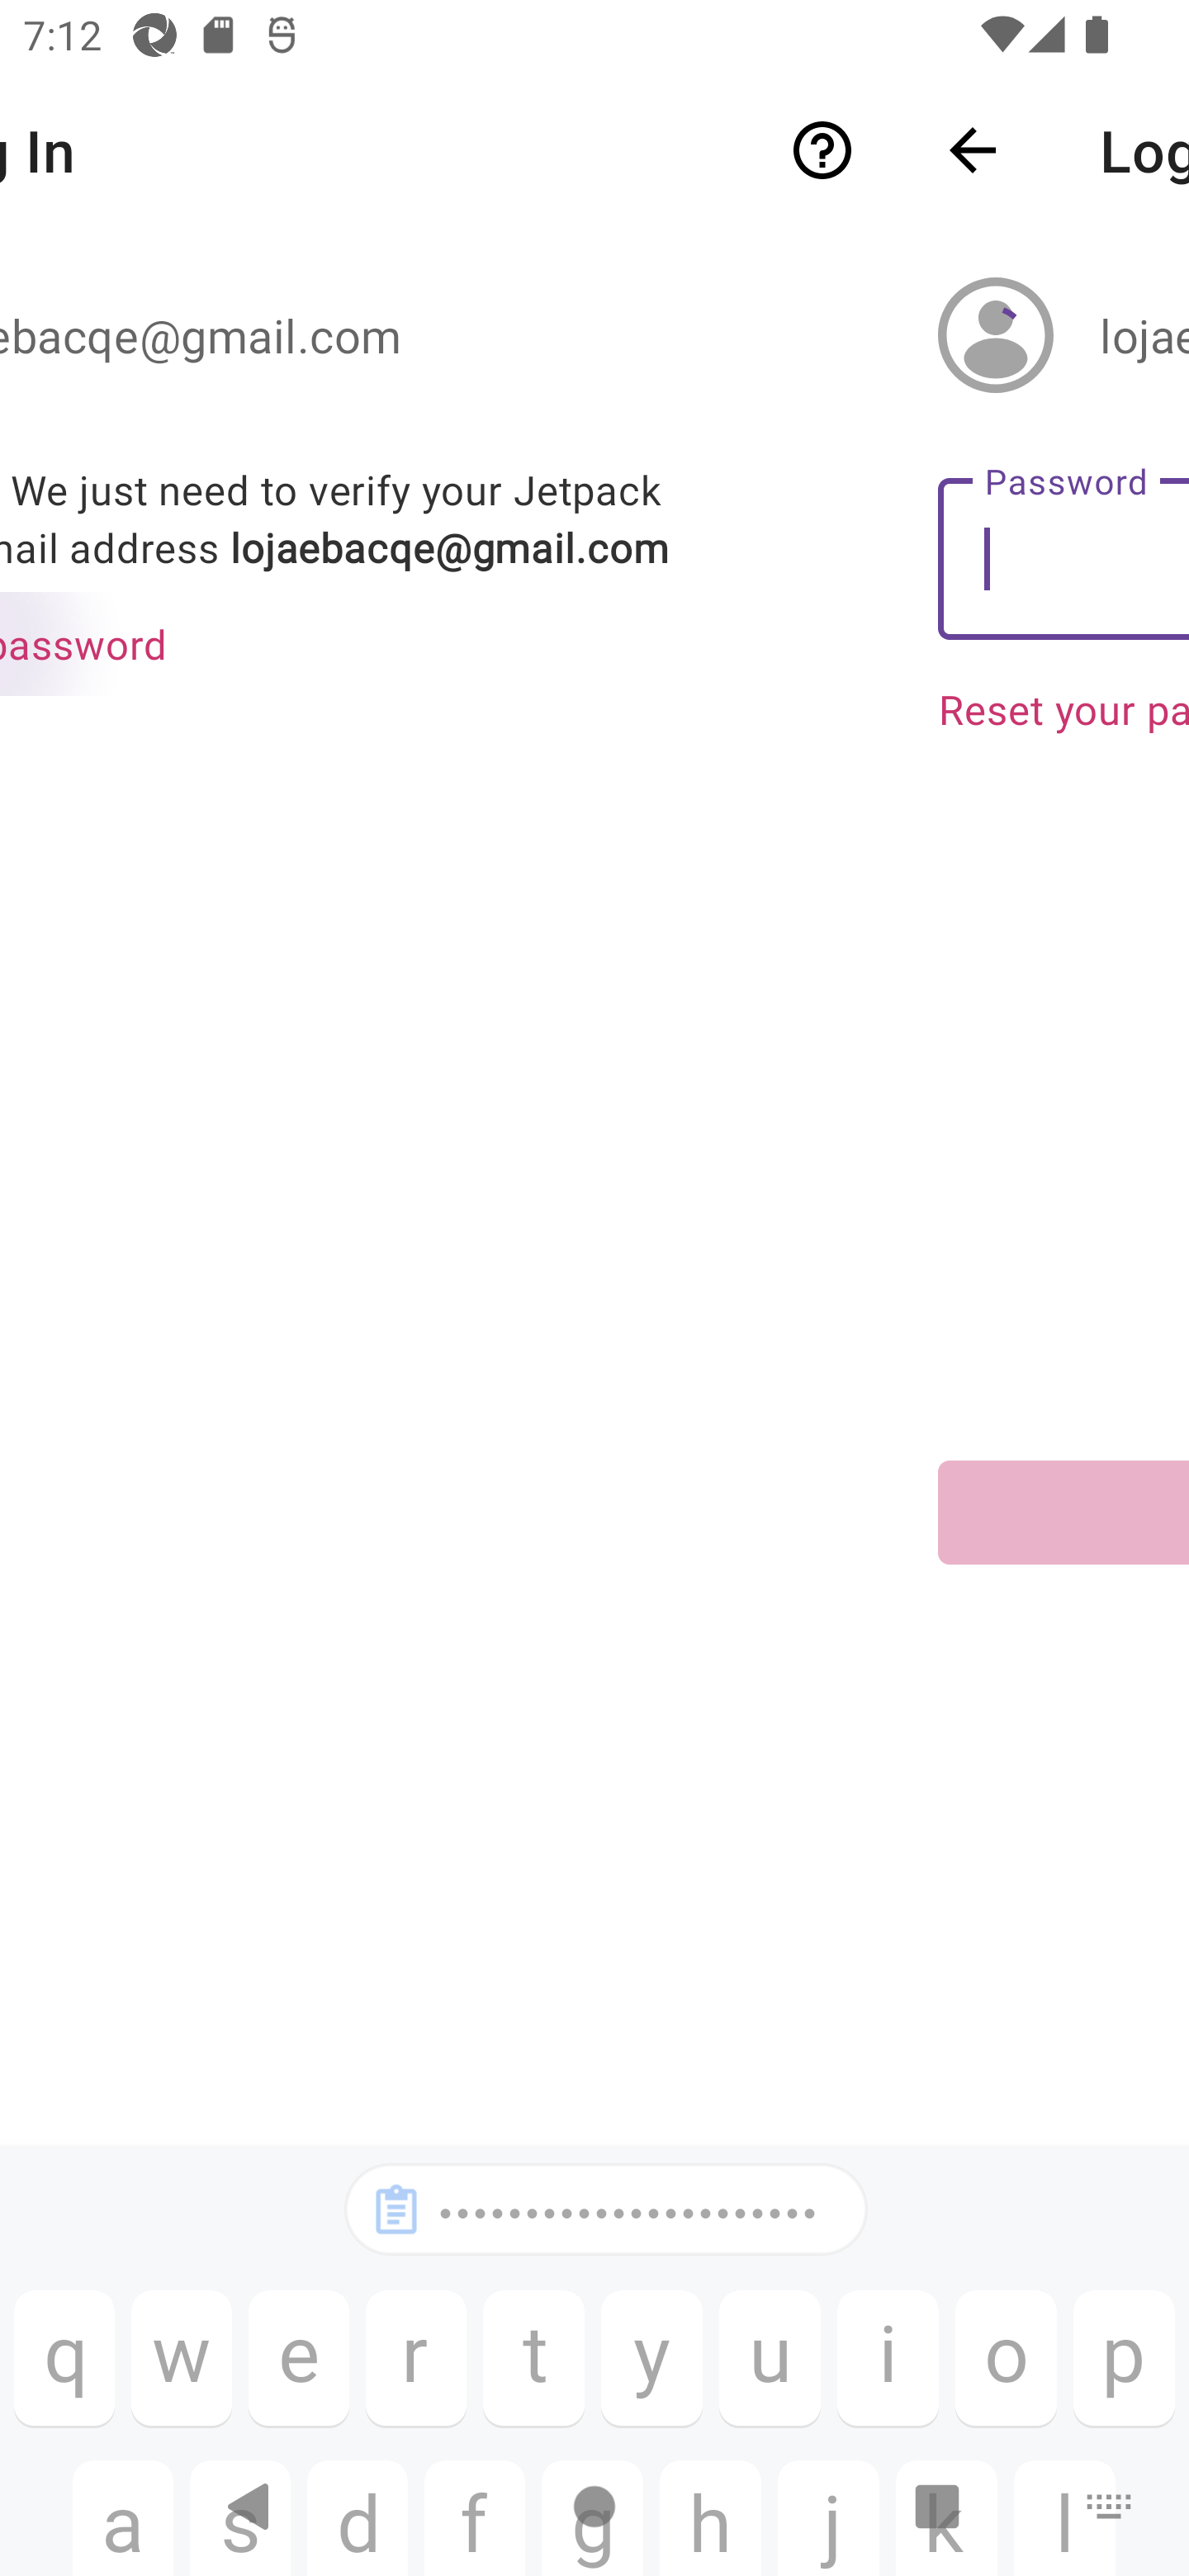 7:12
g In
Log
ebacqe@gmail.com
lojae
We just need to verify your Jetpack
nail address lojaebacqe@gmail.com
password
Password
Reset your pa
•••••••••••••••••••••• 
q w e r t y u i o p
a s d f g h j k l